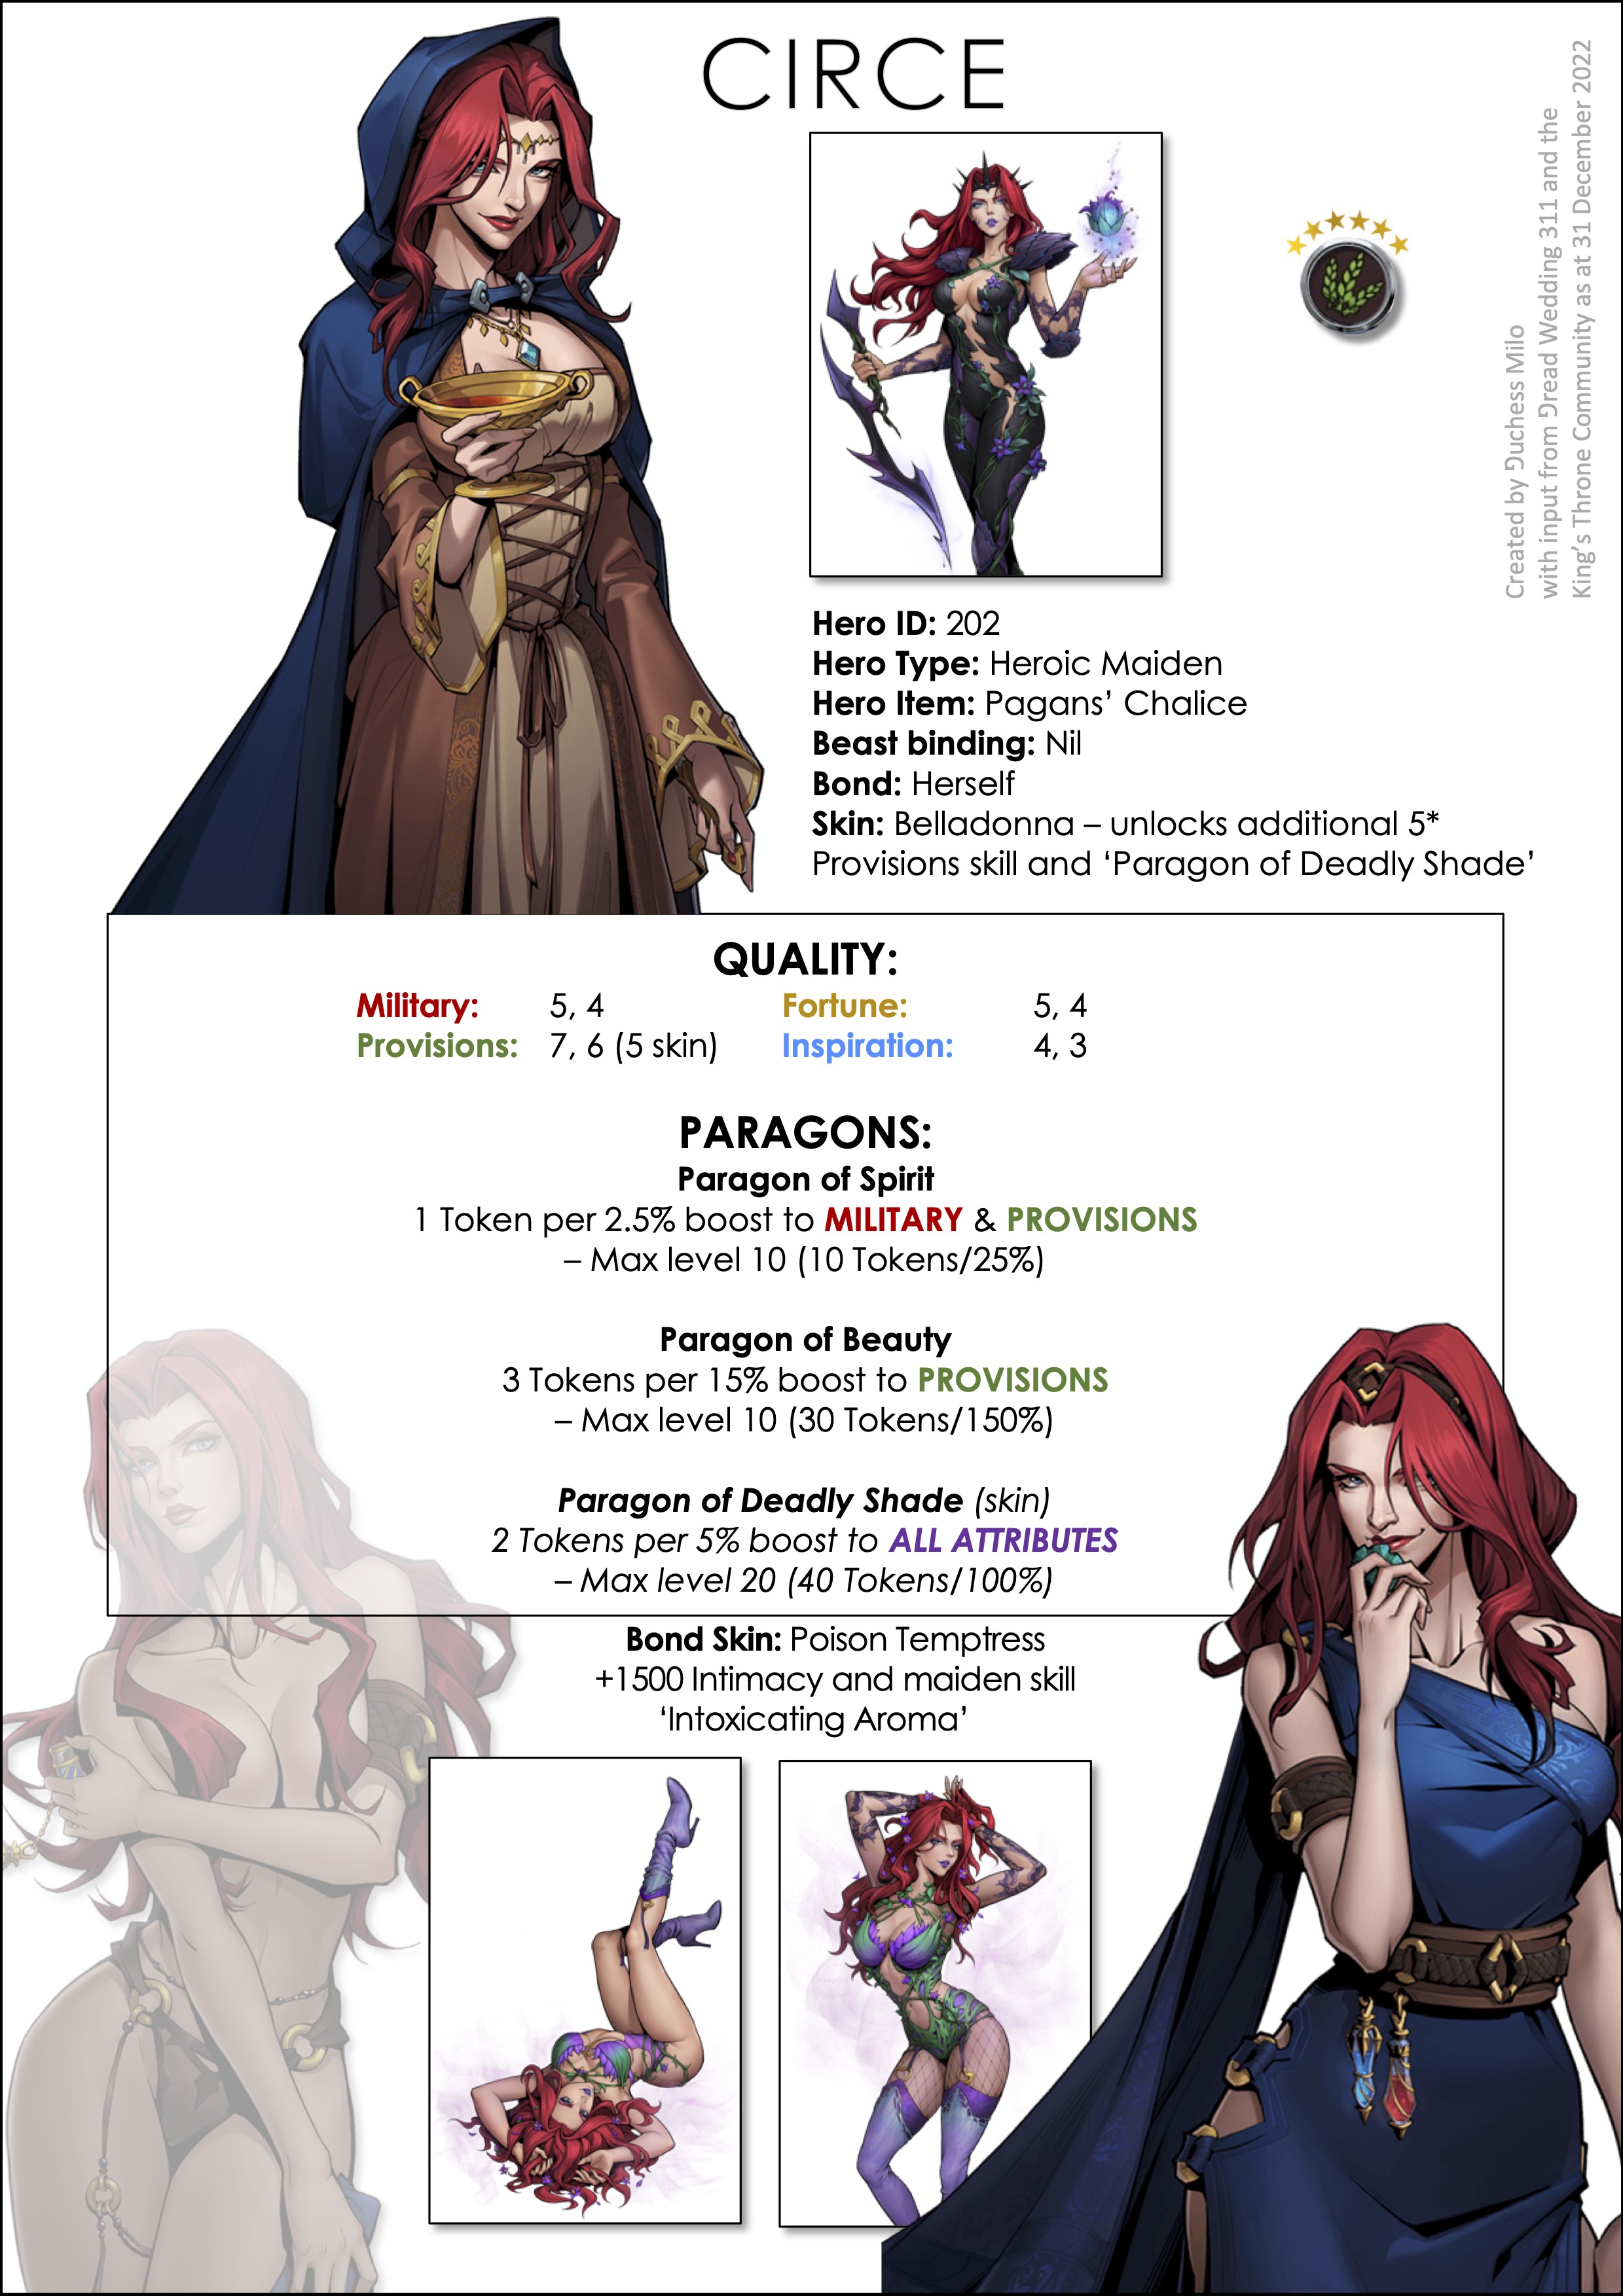 CIRCE
Created by Duchess Milo
with input from Dread Wedding 311 and the
King's Throne Community as at 31 December 2022
Hero ID: 202
Hero Type: Heroic Maiden
Hero Item: Pagans’ Chalice
Beast binding: Nil
Bond: Herself
Skin: Belladonna – unlocks additional 5*
Provisions skill and ‘Paragon of Deadly Shade’
QUALITY:
Military: 5, 4 Fortune: 5, 4
Provisions: 7, 6 (5 skin) Inspiration: 4, 3
PARAGONS:
Paragon of Spirit
1 Token per 2.5% boost to MILITARY & PROVISIONS
– Max level 10 (10 Tokens/25%)
Paragon of Beauty
3 Tokens per 15% boost to PROVISIONS
– Max level 10 (30 Tokens/150%)
Paragon of Deadly Shade (skin)
2 Tokens per 5% boost to ALL ATTRIBUTES
– Max level 20 (40 Tokens/100%)
Bond Skin: Poison Temptress
+1500 Intimacy and maiden skill
‘Intoxicating Aroma’